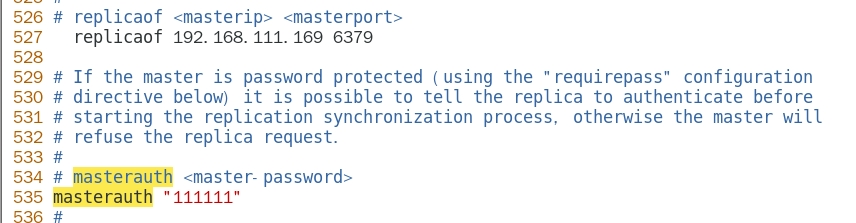 526 # replicaof <masterip> <masterport>
527   replicaof 192.168.111.169 6379
528
529 # If the master is password protected (using the "requirepass" configuration
530 # directive below) it is possible to tell the replica to authenticate before
531 # starting the replication synchronization process, otherwise the master will
532 # refuse the replica request.
533 #
534 # masterauth <master-password>
535 masterauth "111111"
536 #